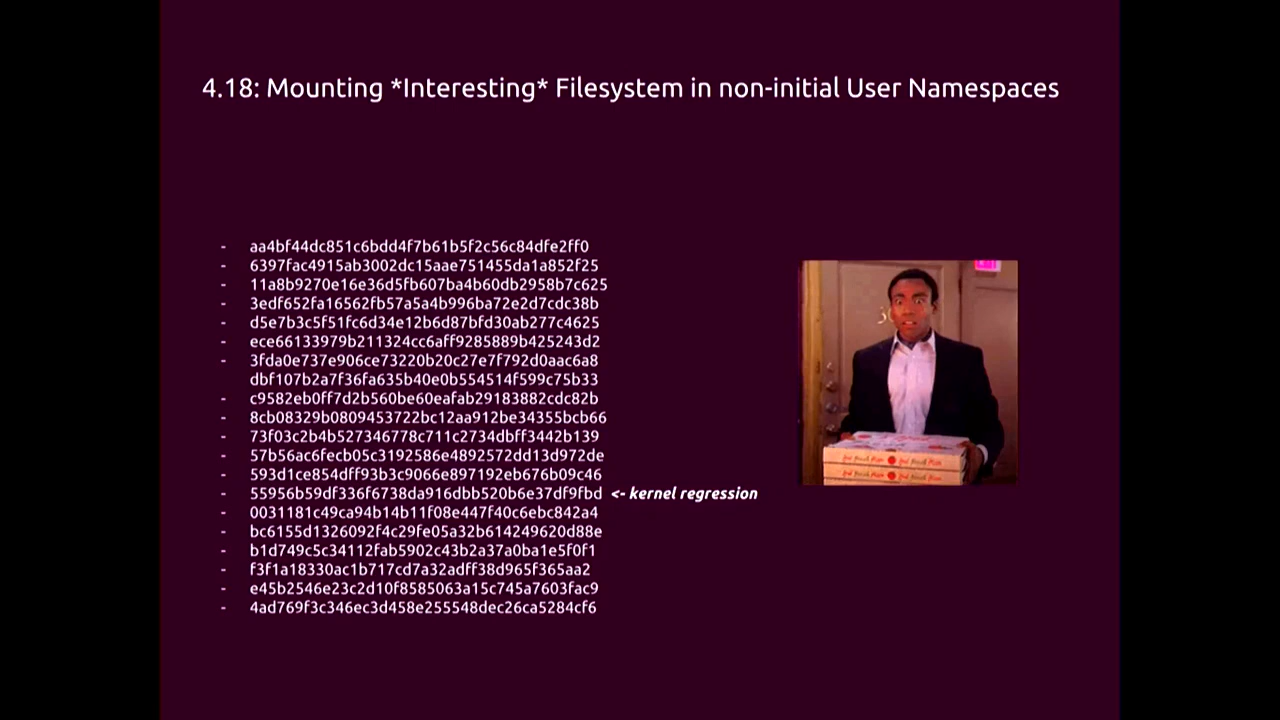 4.18: Mounting *Interesting* Filesystem in non-initial User Namespaces
- aa4bf44dc851c6bdd4f7b61b5f2c56c84dfe2ff0
- 6397fac4915ab3002dc15aae751455da1a852f25
- 11a8b9270e16e36d5fb607ba4b60db2958b7c625
- 3edf652fa16562fb57a5a4b996ba72e2d7cdc38b
- d5e7b3c5f51fc6d34e12b6d87bfd30ab277c4625
- ece66133979b211324cc6aff9285889b425243d2
- 3fda0e737e906ce73220b20c27e7f792d0aac6a8
dbf107b2a7f36fa635b40e0b554514f599c75b33
- c9582eb0ff7d2b560be60eafab29183882cdc82b
- 8cb08329b0809453722bc12aa912be34355bcb66
- 73f03c2b4b527346778c711c2734dbff3442b139
- 57b56ac6fecb05c3192586e4892572dd13d972de
- 593d1ce854dff93b3c9066e897192eb676b09c46
- 55956b59df336f6738da916dbb520b6e37df9fbd <- kernel regression
- 0031181c49ca94b14b11f08e447f40c6ebc842a4
- bc6155d1326092f4c29fe05a32b614249620d88e
- b1d749c5c34112fab5902c43b2a37a0ba1e5f0f1
- f3f1a18330ac1b717cd7a32adff38d965f365aa2
- e45b2546e23c2d10f8585063a15c745a7603fac9
- 4ad769f3c346ec3d458e255548dec26ca5284cf6